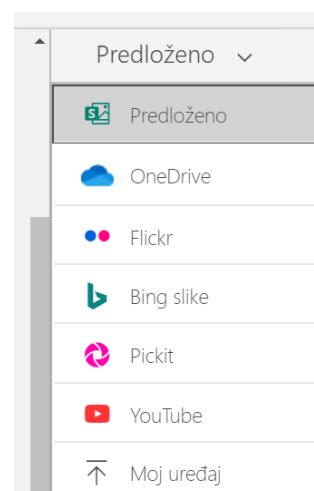 Predloženo
Predloženo
OneDrive
Flickr
Bing slike
Pickit
YouTube
Moj uređaj